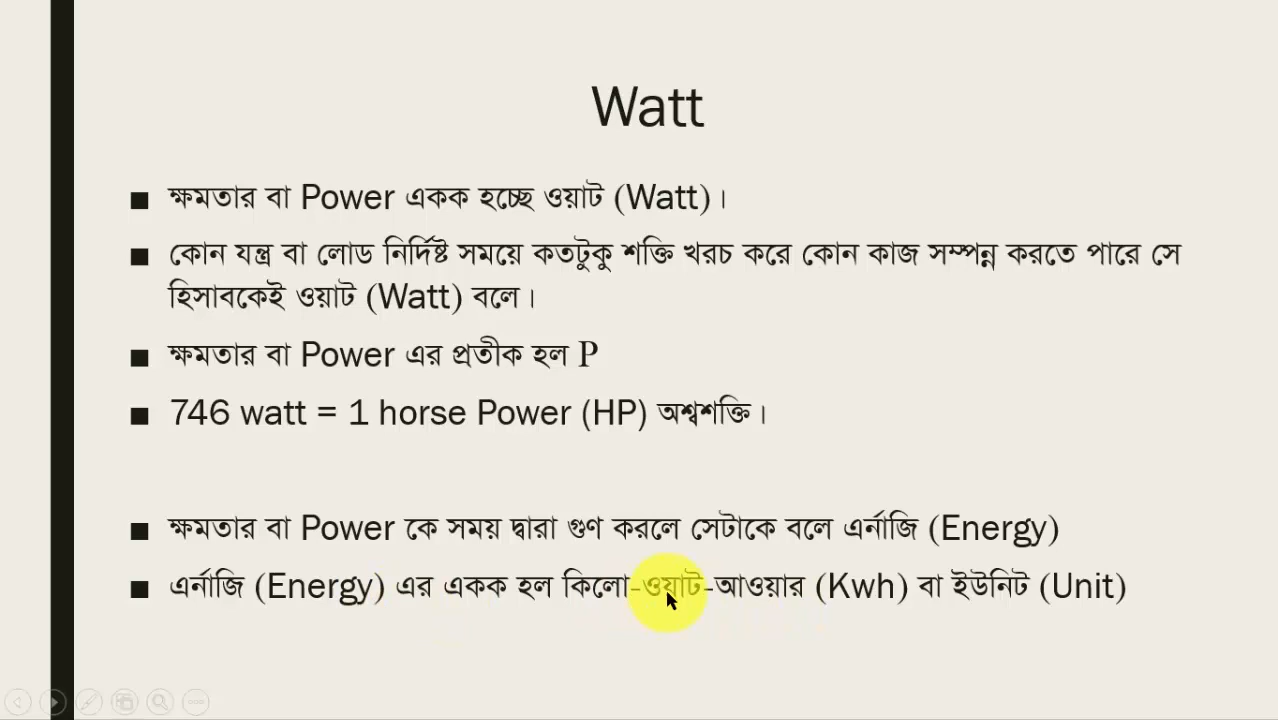 Watt
■ ক্ষমতার বা Power একক হচ্ছে ওয়াট (Watt)।
■ কোন যন্ত্র বা লোড নির্দিষ্ট সময়ে কতটুকু শক্তি খরচ করে কোন কাজ সম্পন্ন করতে পারে সে
হিসাবকেই ওয়াট (Watt) বলে।
■ ক্ষমতার বা Power এর প্রতীক হল P
■ 746 watt = 1 horse Power (HP) অশ্বশক্তি।
■ ক্ষমতার বা Power কে সময় দ্বারা গুণ করলে সেটাকে বলে এর্নাজি (Energy)
■ এর্নাজি (Energy) এর একক হল কিলো-ওয়াট-আওয়ার (Kwh) বা ইউনিট (Unit)